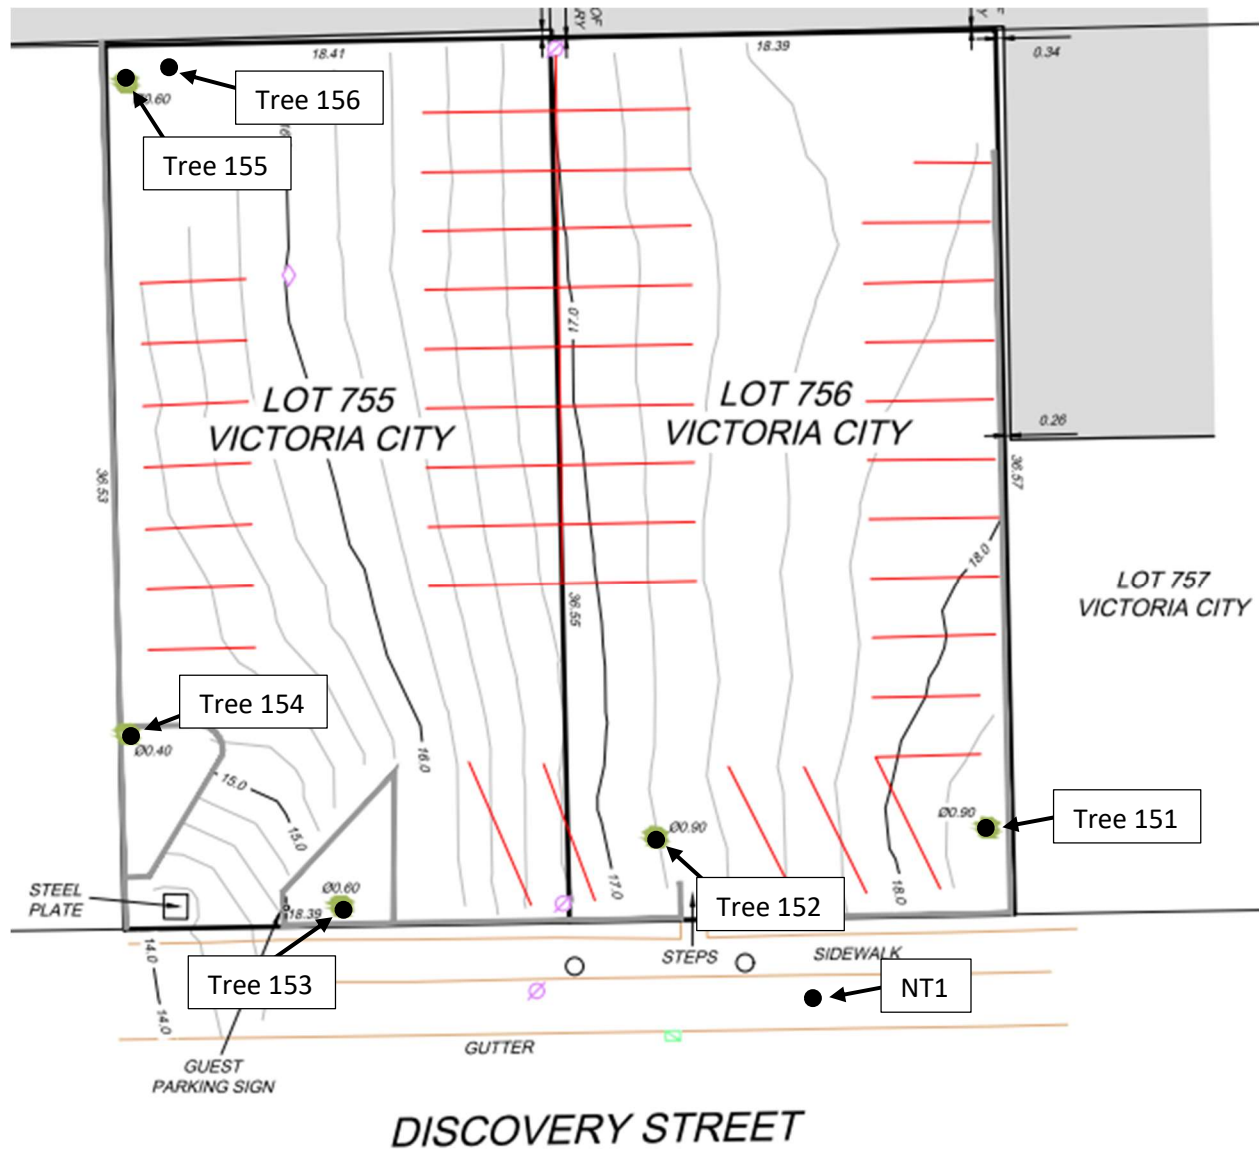 OF
RY
F
Y
18.41
18.39
0.34
Tree 156
Ø0.60
Tree 155
16
17.0
LOT 755
VICTORIA CITY
LOT 756
VICTORIA CITY
0.26
36.53
36.57
18.0
LOT 757
VICTORIA CITY
36.55
Tree 154
Ø0.40
16.0
15.0
15.0
Ø0.90
Ø0.90
Tree 151
17.0
18.0
STEEL
PLATE
Ø0.60
18.39
Tree 152
STEPS
SIDEWALK
14.0
Tree 153
NT1
14.0
GUTTER
GUEST
PARKING SIGN
DISCOVERY STREET